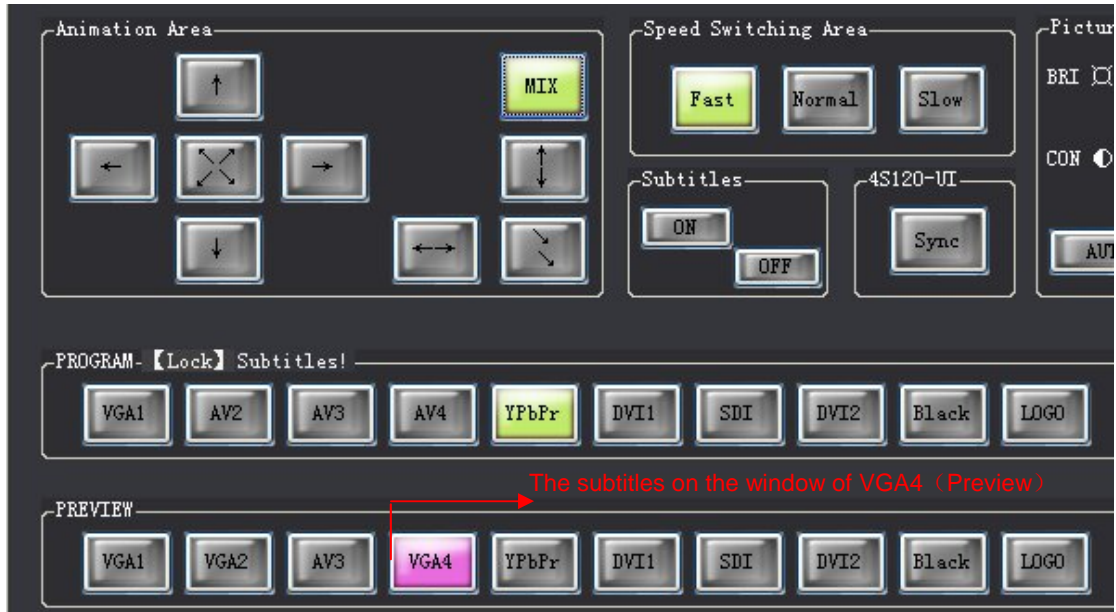 Animation Area
Speed Switching Area
Pictur
↑
MIX
Fast
Normal
Slow
BRI
←
→
CON
Subtitles
4S120-UI
ON
OFF
Sync
AUT
↓
←→
PROGRAM-【Lock】Subtitles!
VGA1
AV2
AV3
AV4
YPbPr
DVI1
SDI
DVI2
Black
LOGO
The subtitles on the window of VGA4（Preview）
PREVIEW
VGA1
VGA2
AV3
VGA4
YPbPr
DVI1
SDI
DVI2
Black
LOGO